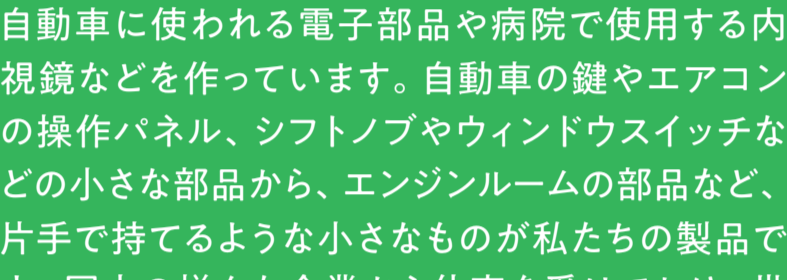 自動車に使われる電子部品や病院で使用する内
視鏡などを作っています。自動車の鍵やエアコン
の操作パネル、シフトノブやウィンドウスイッチな
どの小さな部品から、エンジンルームの部品など、
片手で持てるような小さなものが私たちの製品で